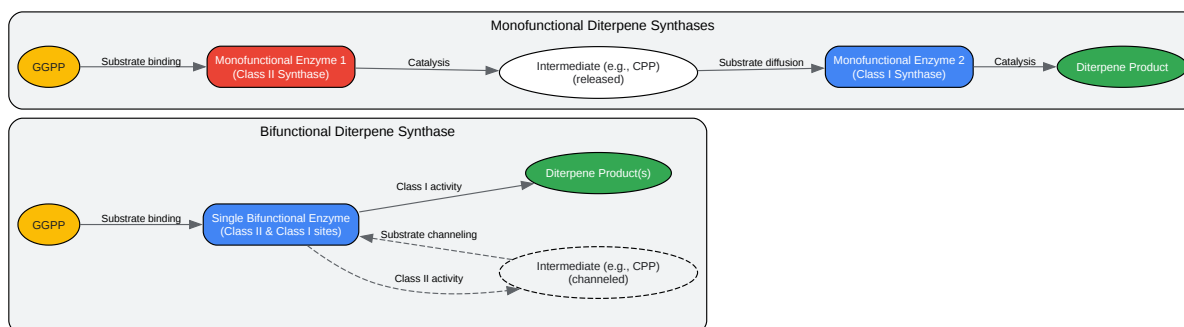 Monofunctional Diterpene Synthases
GGPP
Substrate binding
Monofunctional Enzyme 1
(Class II Synthase)
Catalysis
Intermediate (e.g., CPP)
(released)
Substrate diffusion
Monofunctional Enzyme 2
(Class I Synthase)
Catalysis
Diterpene Product
Bifunctional Diterpene Synthase
GGPP
Substrate binding
Single Bifunctional Enzyme
(Class II & Class I sites)
Class I activity
Diterpene Product(s)
Substrate channeling
Class II activity
Intermediate (e.g., CPP)
(channeled)